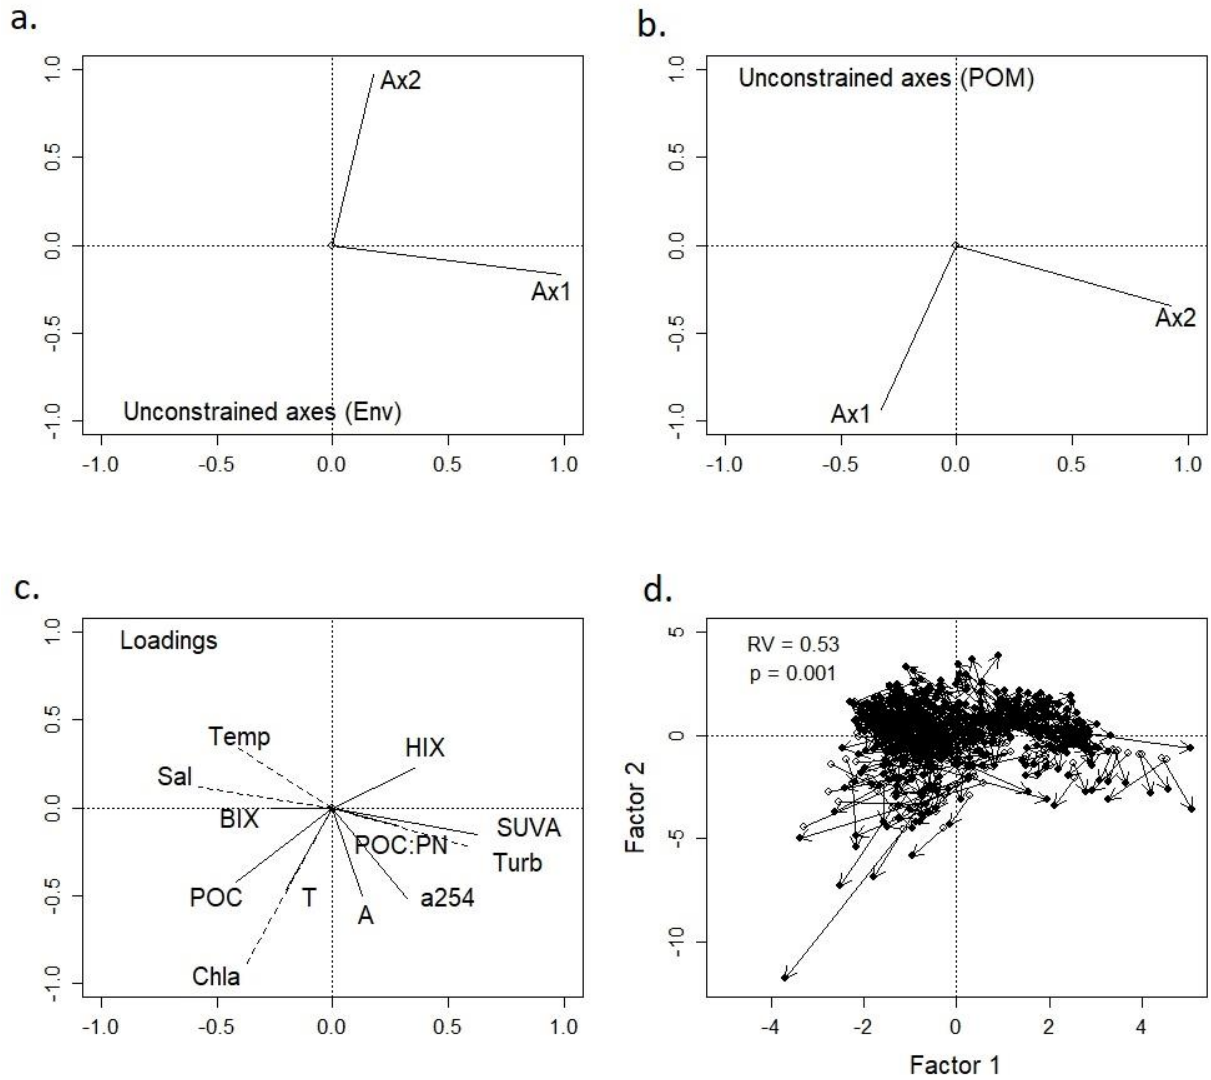 a.
1.0
0.5
0.0
-0.5
-1.0
Ax2
Ax1
Unconstrained axes (Env)
-1.0 -0.5 0.0 0.5 1.0
b.
1.0
0.5
0.0
-0.5
-1.0
Unconstrained axes (POM)
Ax2
Ax1
-1.0 -0.5 0.0 0.5 1.0
c.
1.0
0.5
0.0
-0.5
-1.0
Loadings
Temp
HIX
Sal
BIX
SUVA
POC:PN
Turb
POC
T
a254
A
Chla
-1.0 -0.5 0.0 0.5 1.0
d.
5
0
-5
-10
Factor 2
RV = 0.53
p = 0.001
-4 -2 0 2 4
Factor 1